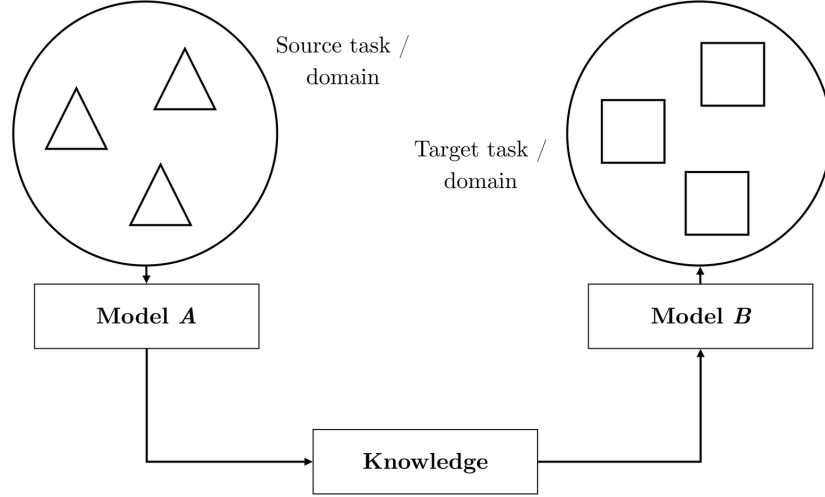 Source task /
domain
Target task /
domain
Model A
Model B
Knowledge